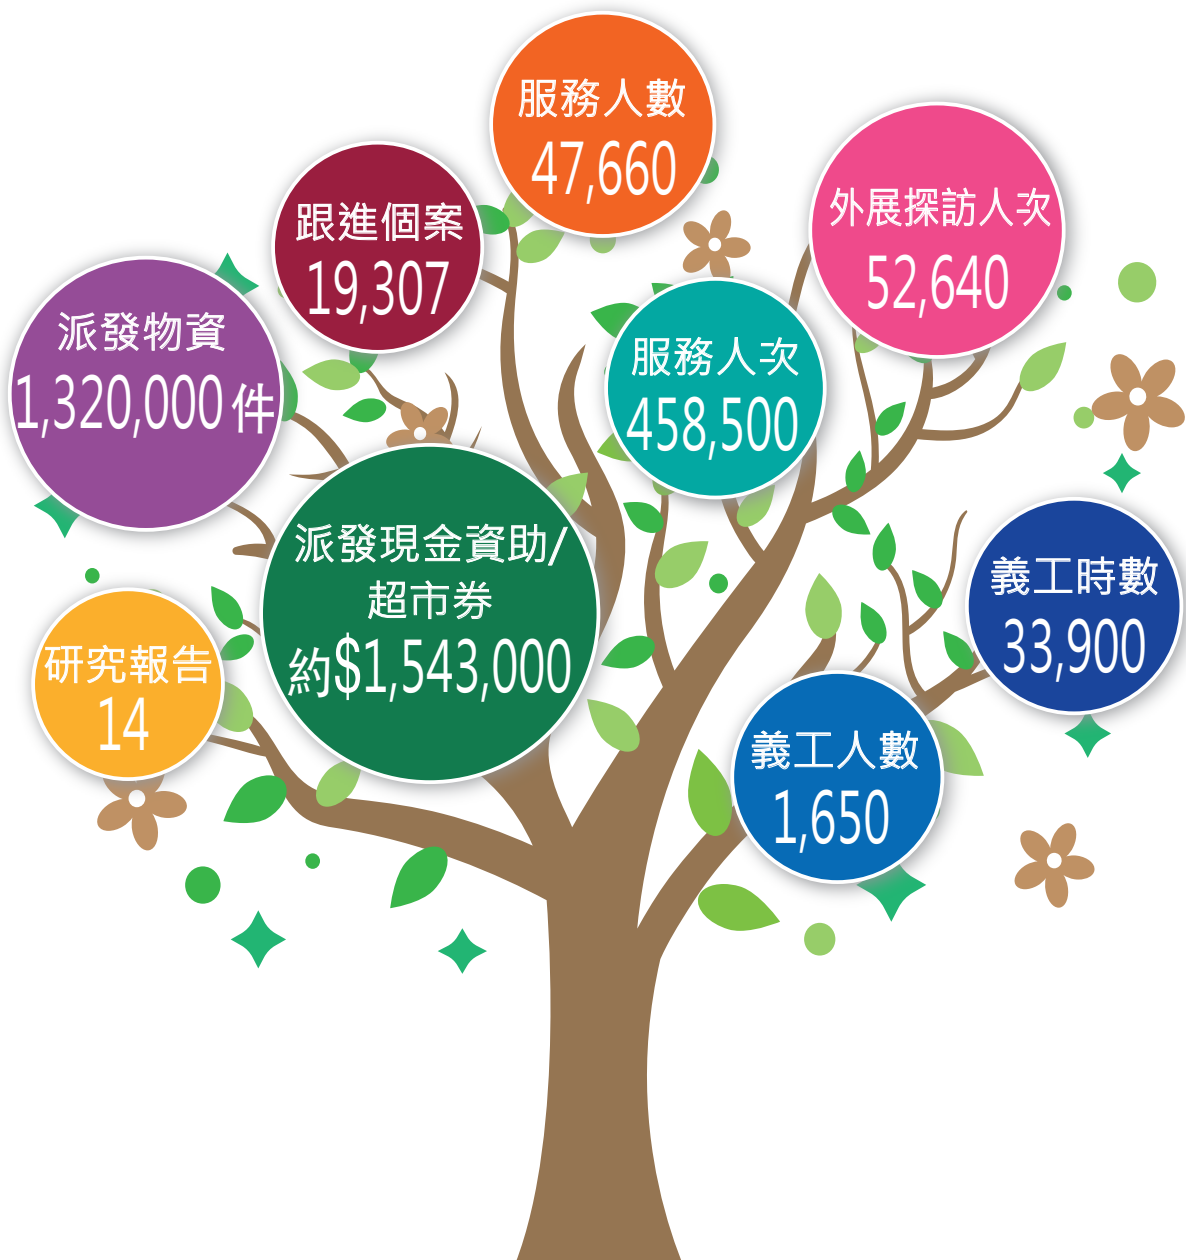 服務人數
47,660
跟進個案
19,307
外展探訪人次
52,640
派發物資
1,320,000 件
服務人次
458,500
派發現金資助/
超市券
約$1,543,000
義工時數
33,900
研究報告
14
義工人數
1,650